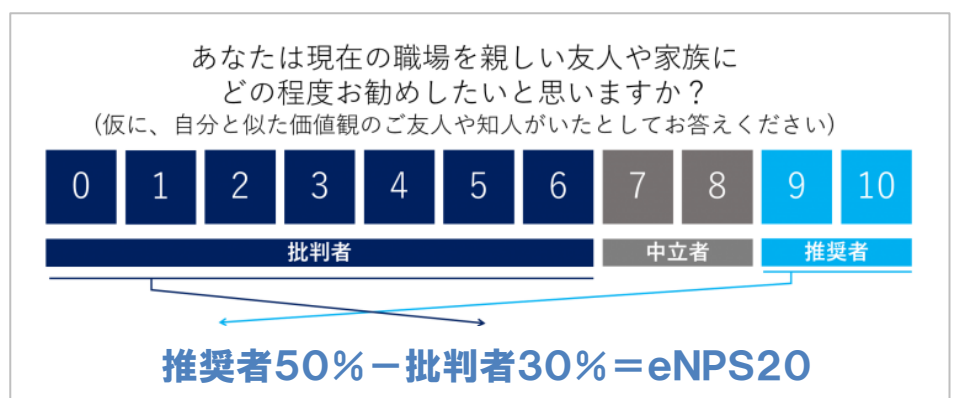 あなたは現在の職場を親しい友人や家族に
どの程度お勧めしたいと思いますか？
（仮に、自分と似た価値観のご友人や知人がいたとしてお答えください）
0 1 2 3 4 5 6 7 8 9 10
批判者 中立者 推奨者
推奨者50％－批判者30％＝eNPS20